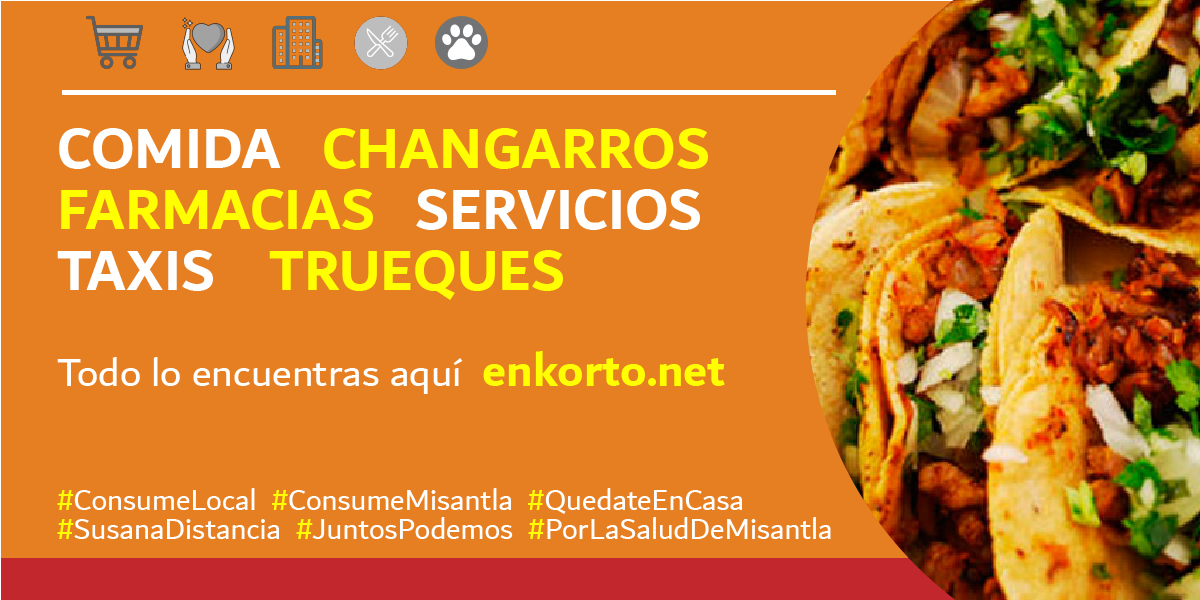 COMIDA CHANGARROS
FARMACIAS SERVICIOS
TAXIS TRUEQUES
Todo lo encuentras aquí enkorto.net
#ConsumeLocal #ConsumeMisantla #QuedateEnCasa
#SusanaDistancia #JuntosPodemos #PorLaSaludDeMisantla